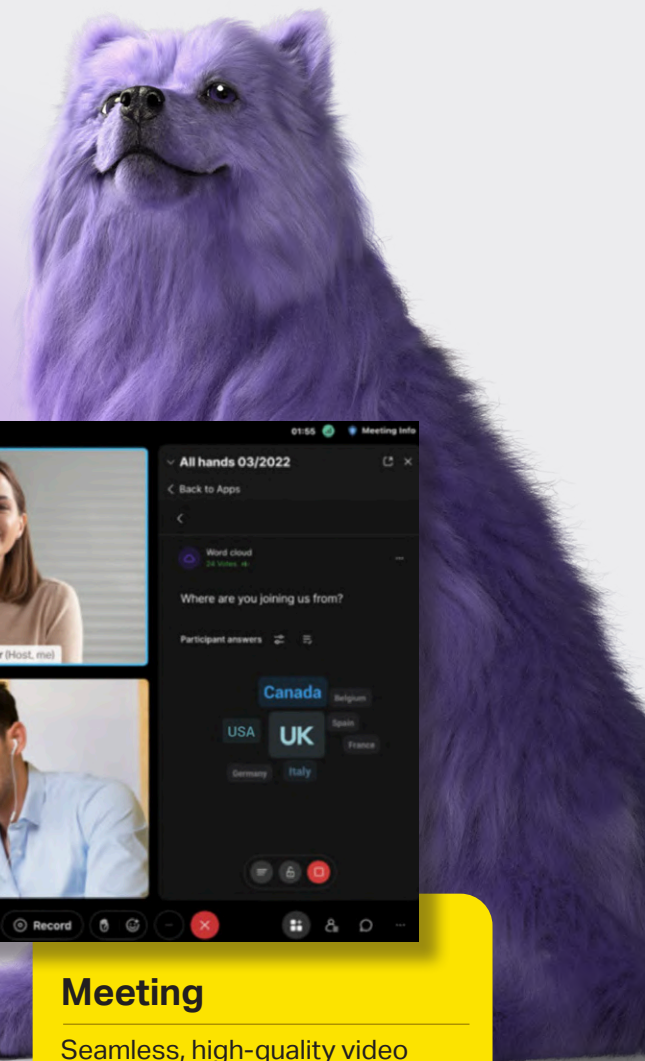 01:55 Meeting Info
All hands 03/2022
Back to Apps
Word cloud
24 Votes
Where are you joining us from?
r (Host, me)
Participant answers
Canada
Belgium
USA
UK
Spain
France
Germany
Italy
Record
Meeting
Seamless, high-quality video